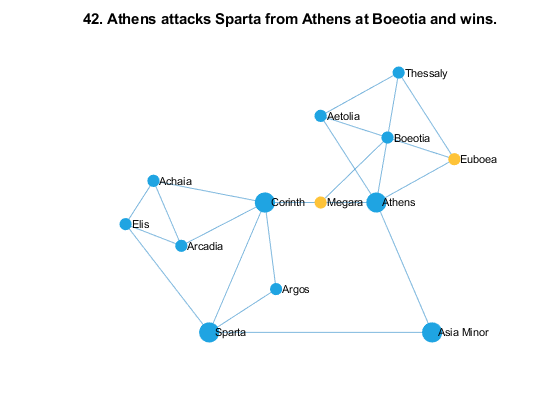 42. Athens attacks Sparta from Athens at Boeotia and wins.
Thessaly
Aetolia
Boeotia
Euboea
Achaia
Corinth
Megara
Athens
Elis
Arcadia
Argos
Sparta
Asia Minor